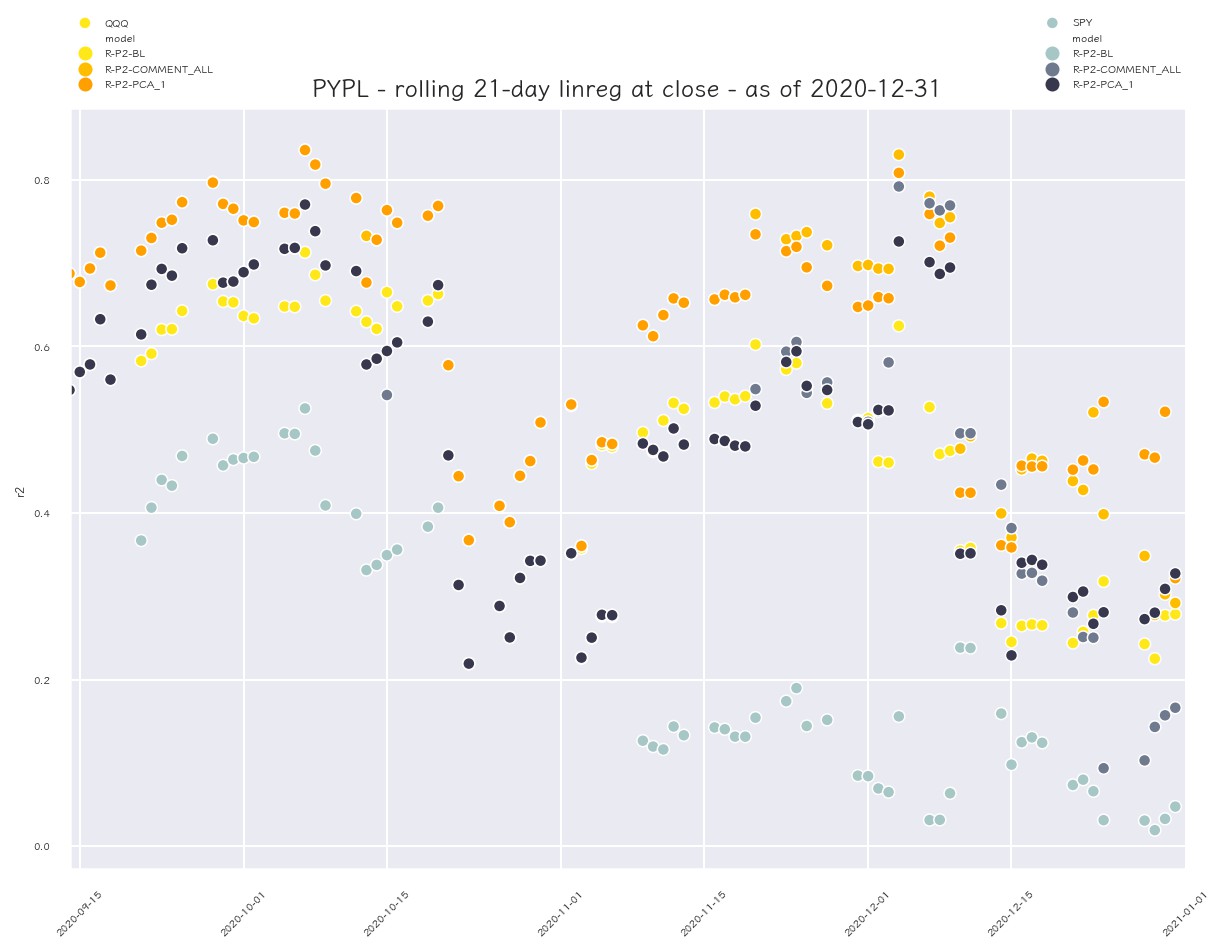 QQQ
model
R-P2-BL
R-P2-COMMENT_ALL
R-P2-PCA_1
SPY
model
R-P2-BL
R-P2-COMMENT_ALL
R-P2-PCA_1
PYPL - rolling 21-day linreg at close - as of 2020-12-31
r2
0.8
0.6
0.4
0.2
0.0
2020-09-15
2020-10-01
2020-10-15
2020-11-01
2020-11-15
2020-12-01
2020-12-15
2021-01-01